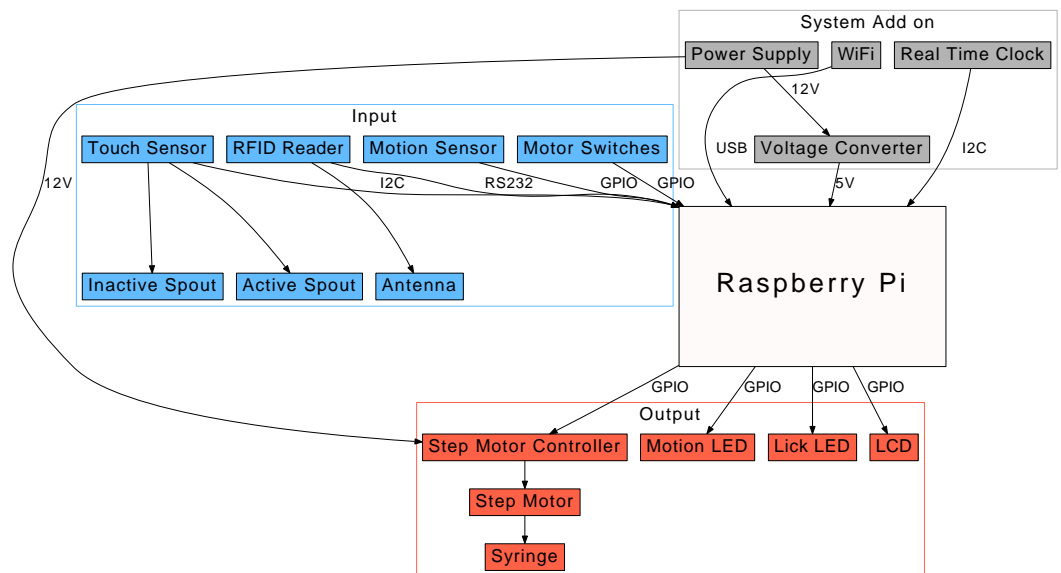 System Add on
Power Supply
WiFi
Real Time Clock
12V
Input
Touch Sensor
RFID Reader
Motion Sensor
Motor Switches
USB
Voltage Converter
I2C
12V
I2C
RS232
GPIO
GPIO
5V
Inactive Spout
Active Spout
Antenna
Raspberry Pi
GPIO
GPIO
GPIO
GPIO
Output
Step Motor Controller
Motion LED
Lick LED
LCD
Step Motor
Syringe